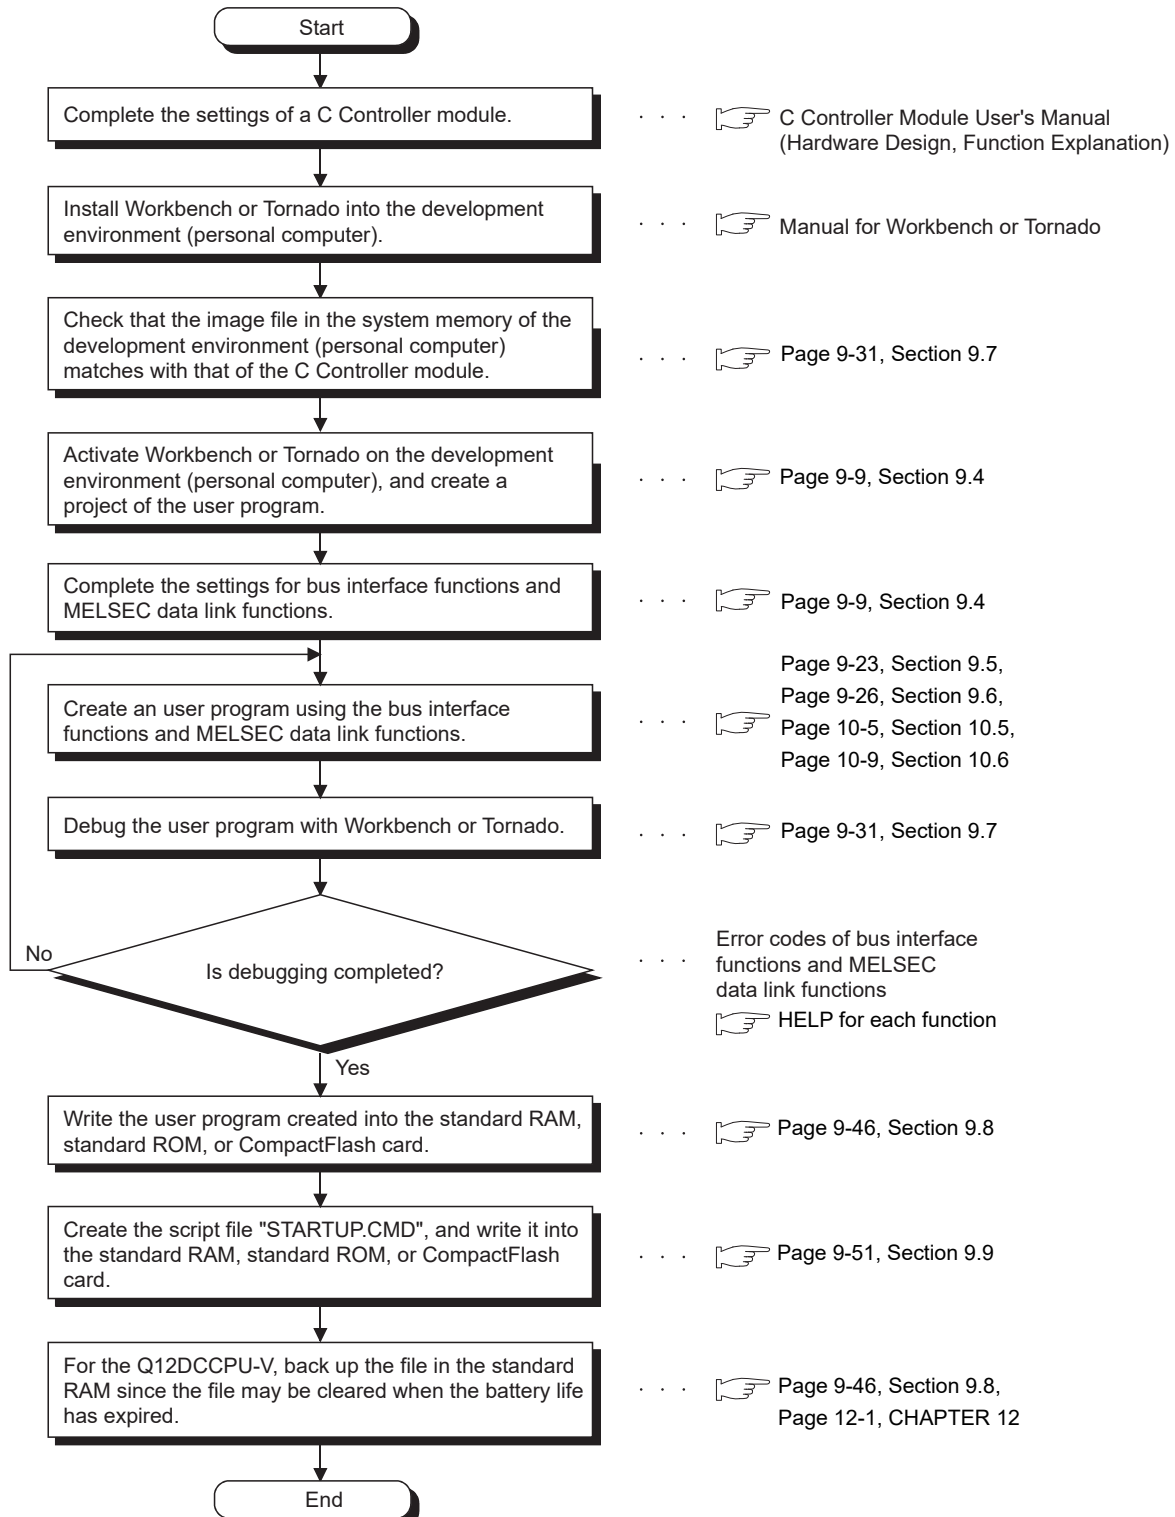 Start
Complete the settings of a C Controller module.
C Controller Module User's Manual
(Hardware Design, Function Explanation)
Install Workbench or Tornado into the development
environment (personal computer).
Manual for Workbench or Tornado
Check that the image file in the system memory of the
development environment (personal computer)
matches with that of the C Controller module.
Page 9-31, Section 9.7
Activate Workbench or Tornado on the development
environment (personal computer), and create a
project of the user program.
Page 9-9, Section 9.4
Complete the settings for bus interface functions and
MELSEC data link functions.
Page 9-9, Section 9.4
Create an user program using the bus interface
functions and MELSEC data link functions.
Page 9-23, Section 9.5,
Page 9-26, Section 9.6,
Page 10-5, Section 10.5,
Page 10-9, Section 10.6
Debug the user program with Workbench or Tornado.
Page 9-31, Section 9.7
No
Is debugging completed?
Error codes of bus interface
functions and MELSEC
data link functions
HELP for each function
Yes
Write the user program created into the standard RAM,
standard ROM, or CompactFlash card.
Page 9-46, Section 9.8
Create the script file "STARTUP.CMD", and write it into
the standard RAM, standard ROM, or CompactFlash
card.
Page 9-51, Section 9.9
For the Q12DCCPU-V, back up the file in the standard
RAM since the file may be cleared when the battery life
has expired.
Page 9-46, Section 9.8,
Page 12-1, CHAPTER 12
End